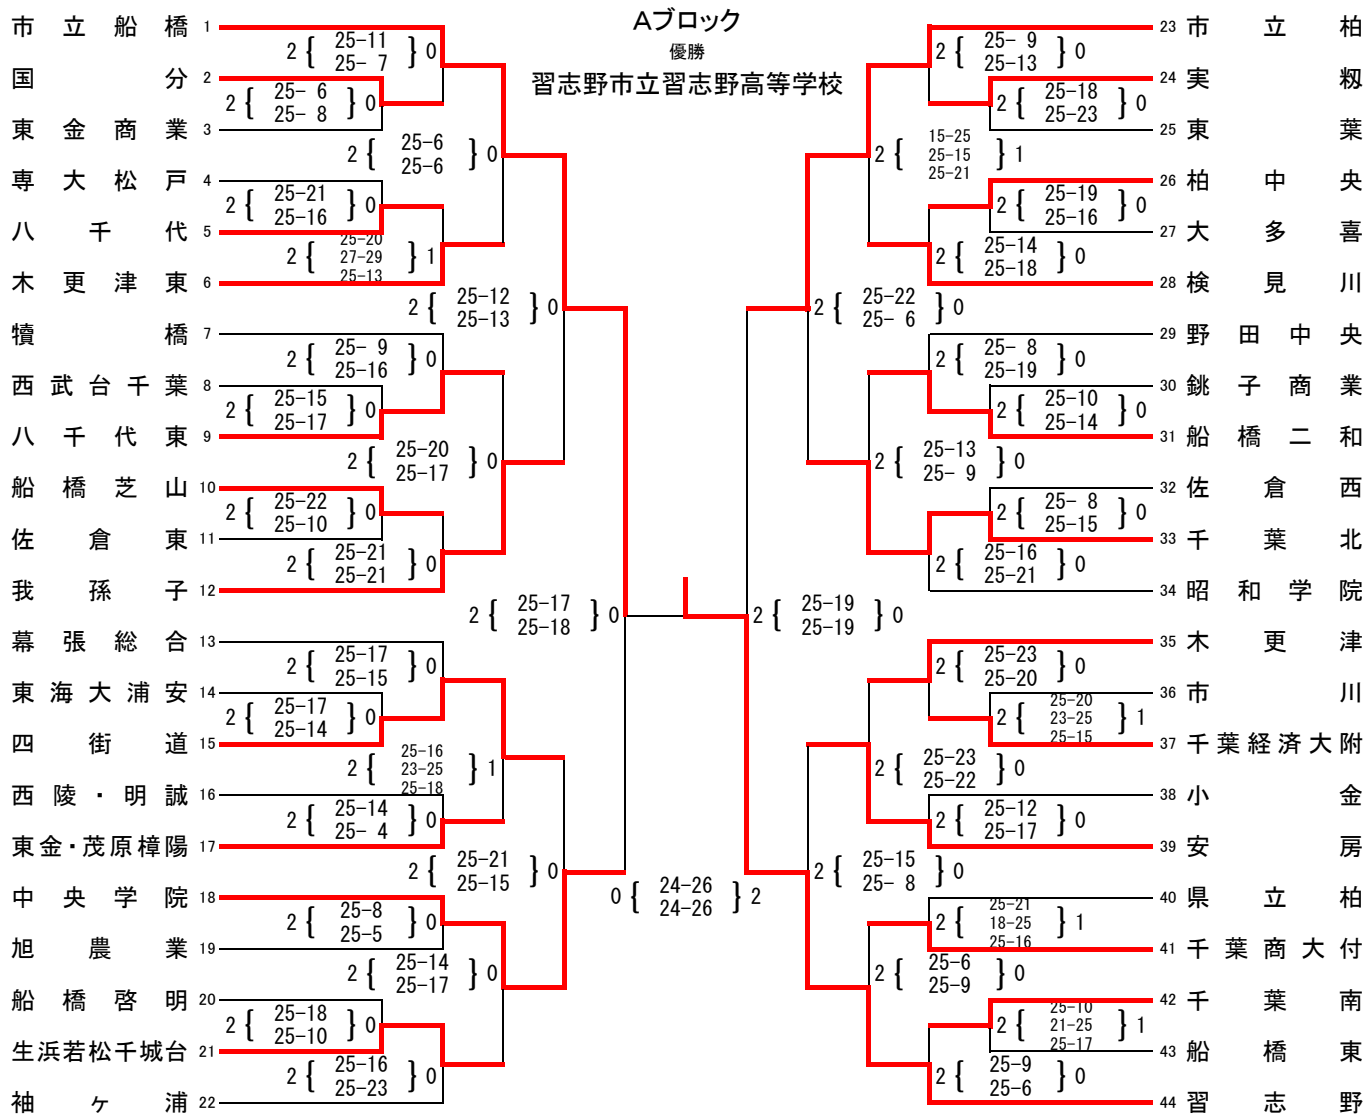 Aブロック
優勝
習志野市立習志野高等学校
市立船橋 1
2 { 25-11 } 0
25- 7
国分 2
2 { 25- 6 } 0
25- 8
東金商業 3
2 { 25-6 } 0
25-6
専大松戸 4
2 { 25-21 } 0
25-16
八千代 5
2 { 25-20 } 1
27-29
25-13
木更津東 6
2 { 25-12 } 0
25-13
犢橋 7
2 { 25- 9 } 0
25-16
西武台千葉 8
2 { 25-15 } 0
25-17
八千代東 9
2 { 25-20 } 0
25-17
船橋芝山 10
2 { 25-22 } 0
25-10
佐倉東 11
2 { 25-21 } 0
25-21
我孫子 12
2 { 25-17 } 0
25-18
幕張総合 13
2 { 25-17 } 0
25-15
東海大浦安 14
2 { 25-17 } 0
25-14
四街道 15
2 { 25-16 } 1
23-25
25-18
西陵・明誠 16
2 { 25-14 } 0
25- 4
東金・茂原樟陽 17
2 { 25-21 } 0
25-15
中央学院 18
2 { 25-8 } 0
25-5
旭農業 19
2 { 25-14 } 0
25-17
船橋啓明 20
2 { 25-18 } 0
25-10
生浜若松千城台 21
2 { 25-16 } 0
25-23
袖ヶ浦 22
0 { 24-26 } 2
24-26
23 市立柏
2 { 25- 9 } 0
25-13
24 実籾
2 { 25-18 } 0
25-23
25 東葉
2 { 15-25 } 1
25-15
25-21
26 柏中央
2 { 25-19 } 0
25-16
27 大多喜
2 { 25-14 } 0
25-18
28 検見川
2 { 25-22 } 0
25- 6
29 野田中央
2 { 25- 8 } 0
25-19
30 銚子商業
2 { 25-10 } 0
25-14
31 船橋二和
2 { 25-13 } 0
25- 9
32 佐倉西
2 { 25- 8 } 0
25-15
33 千葉北
2 { 25-16 } 0
25-21
34 昭和学院
2 { 25-19 } 0
25-19
35 木更津
2 { 25-23 } 0
25-20
36 市川
2 { 25-20 } 1
23-25
25-15
37 千葉経済大附
2 { 25-23 } 0
25-22
38 小金
2 { 25-12 } 0
25-17
39 安房
2 { 25-15 } 0
25- 8
40 県立柏
2 { 25-21 } 1
18-25
25-16
41 千葉商大付
2 { 25-6 } 0
25-9
42 千葉南
2 { 25-10 } 1
21-25
25-17
43 船橋東
2 { 25-9 } 0
25-6
44 習志野